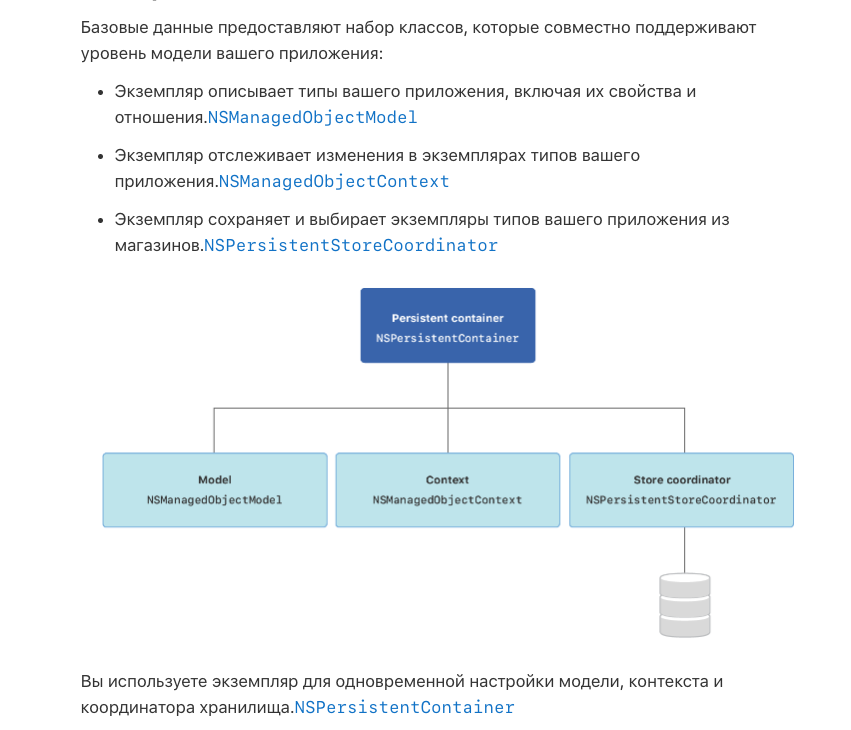 Базовые данные предоставляют набор классов, которые совместно поддерживают
уровень модели вашего приложения:
• Экземпляр описывает типы вашего приложения, включая их свойства и
отношения.NSManagedObjectModel
• Экземпляр отслеживает изменения в экземплярах типов вашего
приложения.NSManagedObjectContext
• Экземпляр сохраняет и выбирает экземпляры типов вашего приложения из
магазинов.NSPersistentStoreCoordinator
Persistent container
NSPersistentContainer
Model
NSManagedObjectModel
Context
NSManagedObjectContext
Store coordinator
NSPersistentStoreCoordinator
Вы используете экземпляр для одновременной настройки модели, контекста и
координатора хранилища.NSPersistentContainer